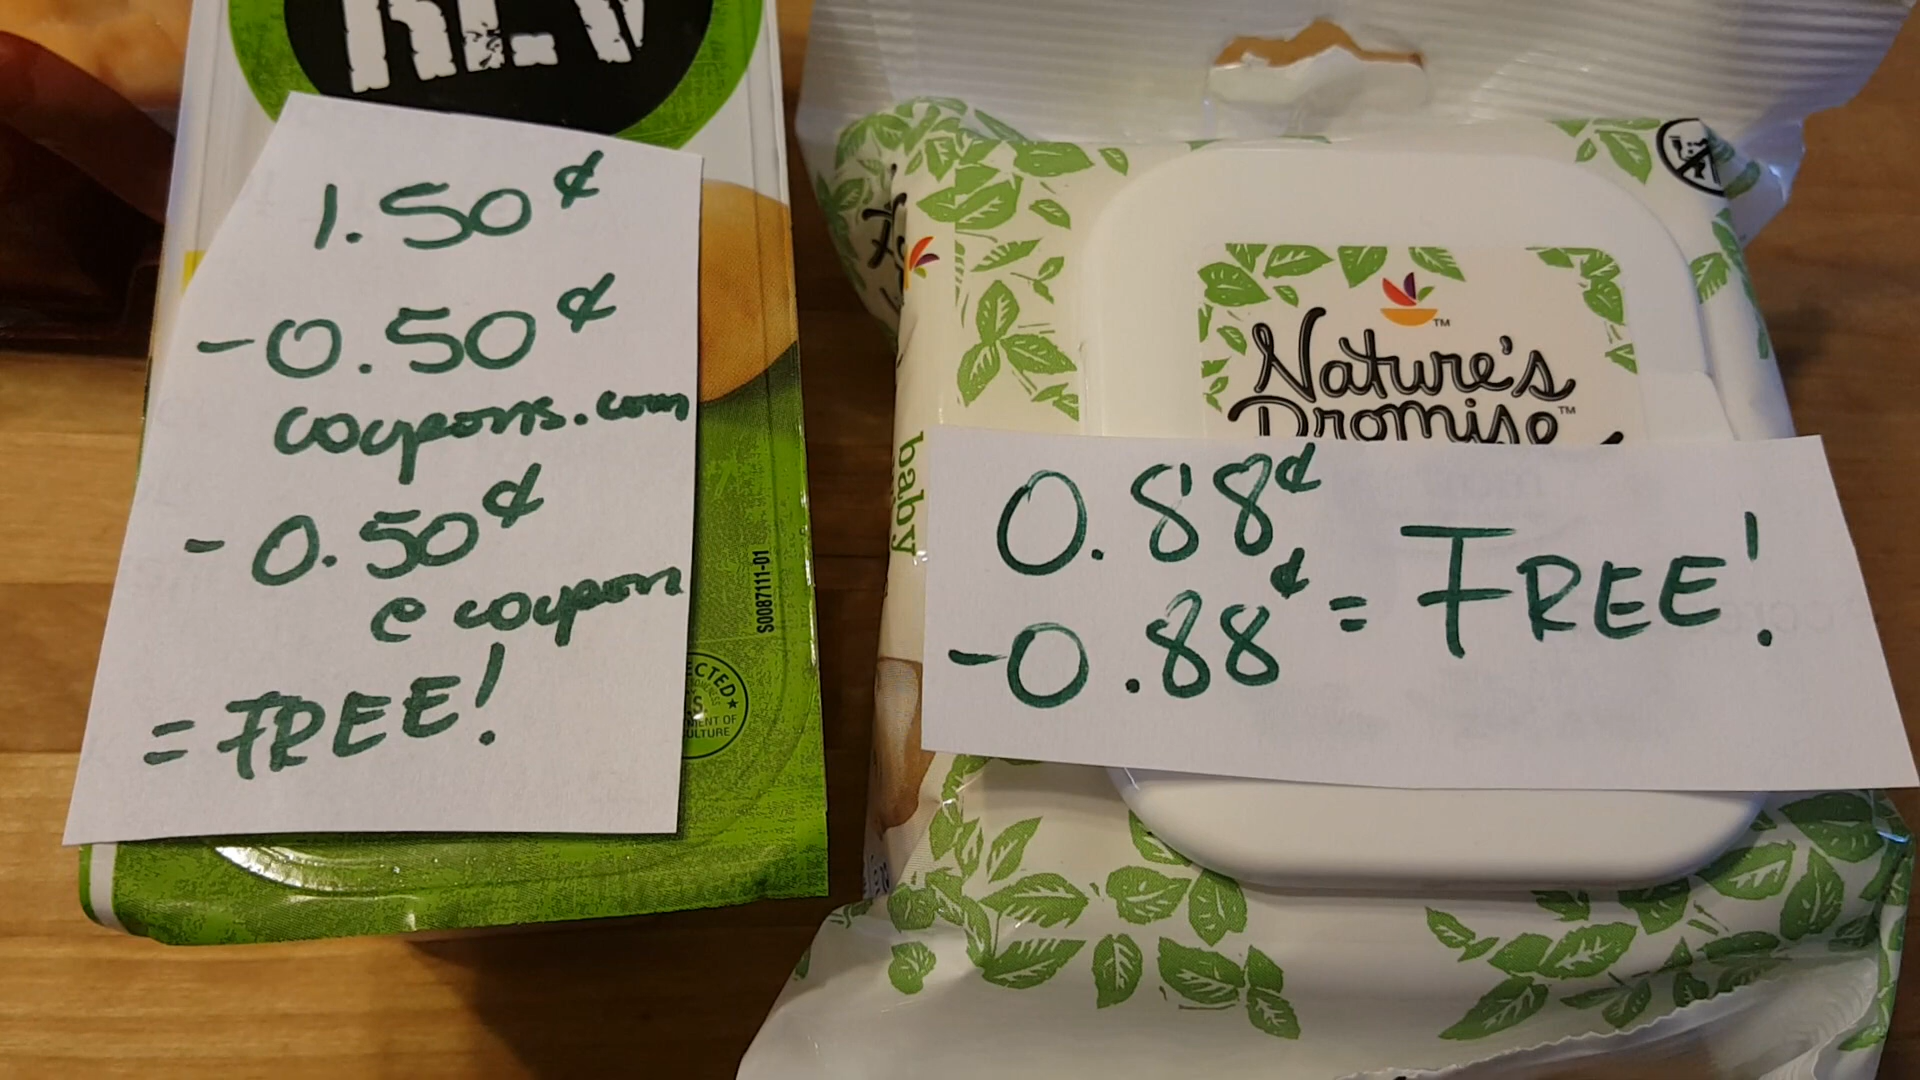 REV
1.50¢
-0.50¢
coupons.com
-0.50¢
e coupon
= FREE!
S0087111-01
Nature's
Promise
baby
0.88¢
-0.88¢ = FREE!